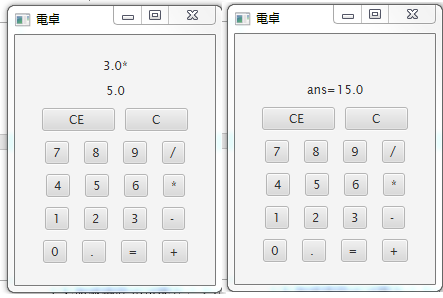 電卓
3.0*
5.0
CE C
7 8 9 /
4 5 6 *
1 2 3 -
0 . = +
電卓
ans=15.0
CE C
7 8 9 /
4 5 6 *
1 2 3 -
0 . = +